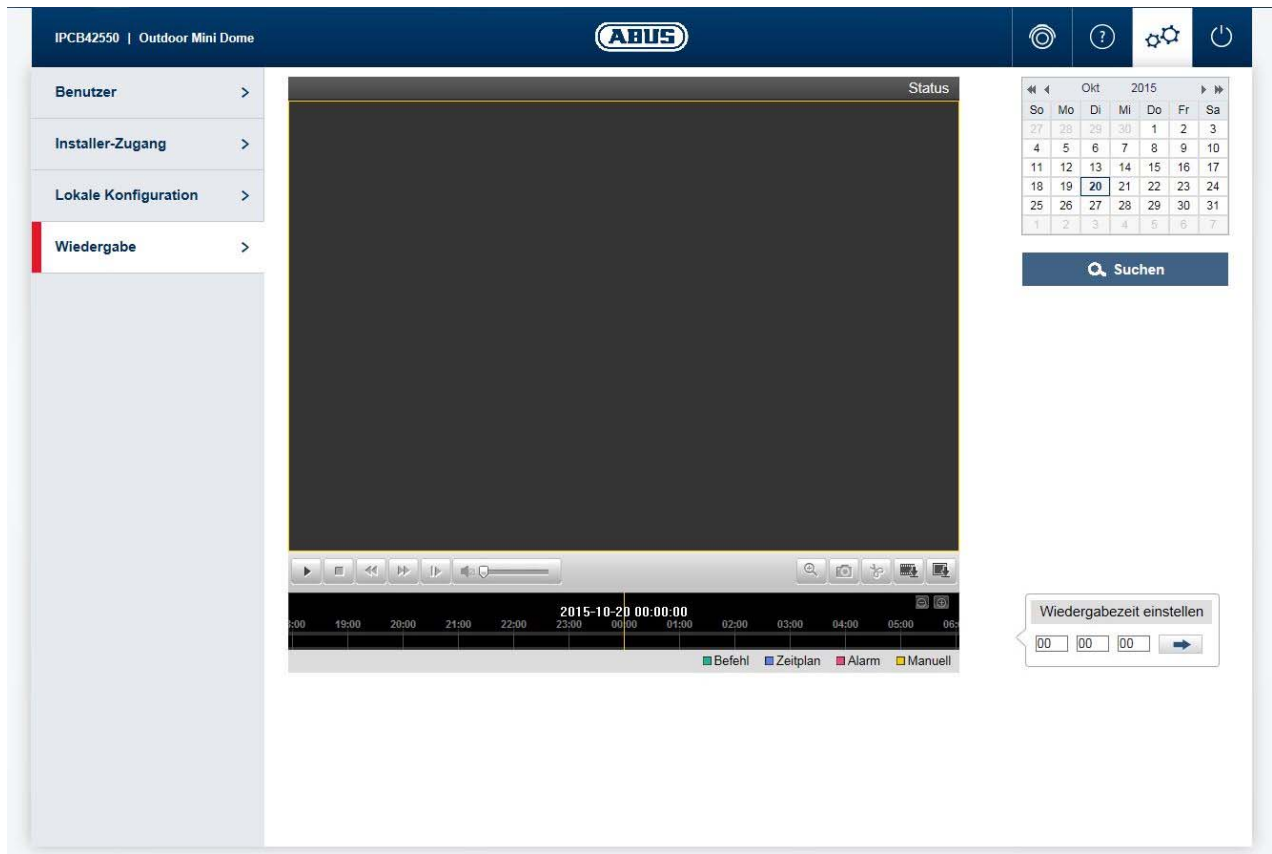 IPCB42550 | Outdoor Mini Dome
ABUS
?
Benutzer >
Installer-Zugang >
Lokale Konfiguration >
Wiedergabe >
Status
Okt 2015
So Mo Di Mi Do Fr Sa
27 28 29 30 1 2 3
4 5 6 7 8 9 10
11 12 13 14 15 16 17
18 19 20 21 22 23 24
25 26 27 28 29 30 31
1 2 3 4 5 6 7
Suchen
2015-10-20 00:00:00
:00 19:00 20:00 21:00 22:00 23:00 00:00 01:00 02:00 03:00 04:00 05:00 06:
Befehl Zeitplan Alarm Manuell
Wiedergabezeit einstellen
00 00 00